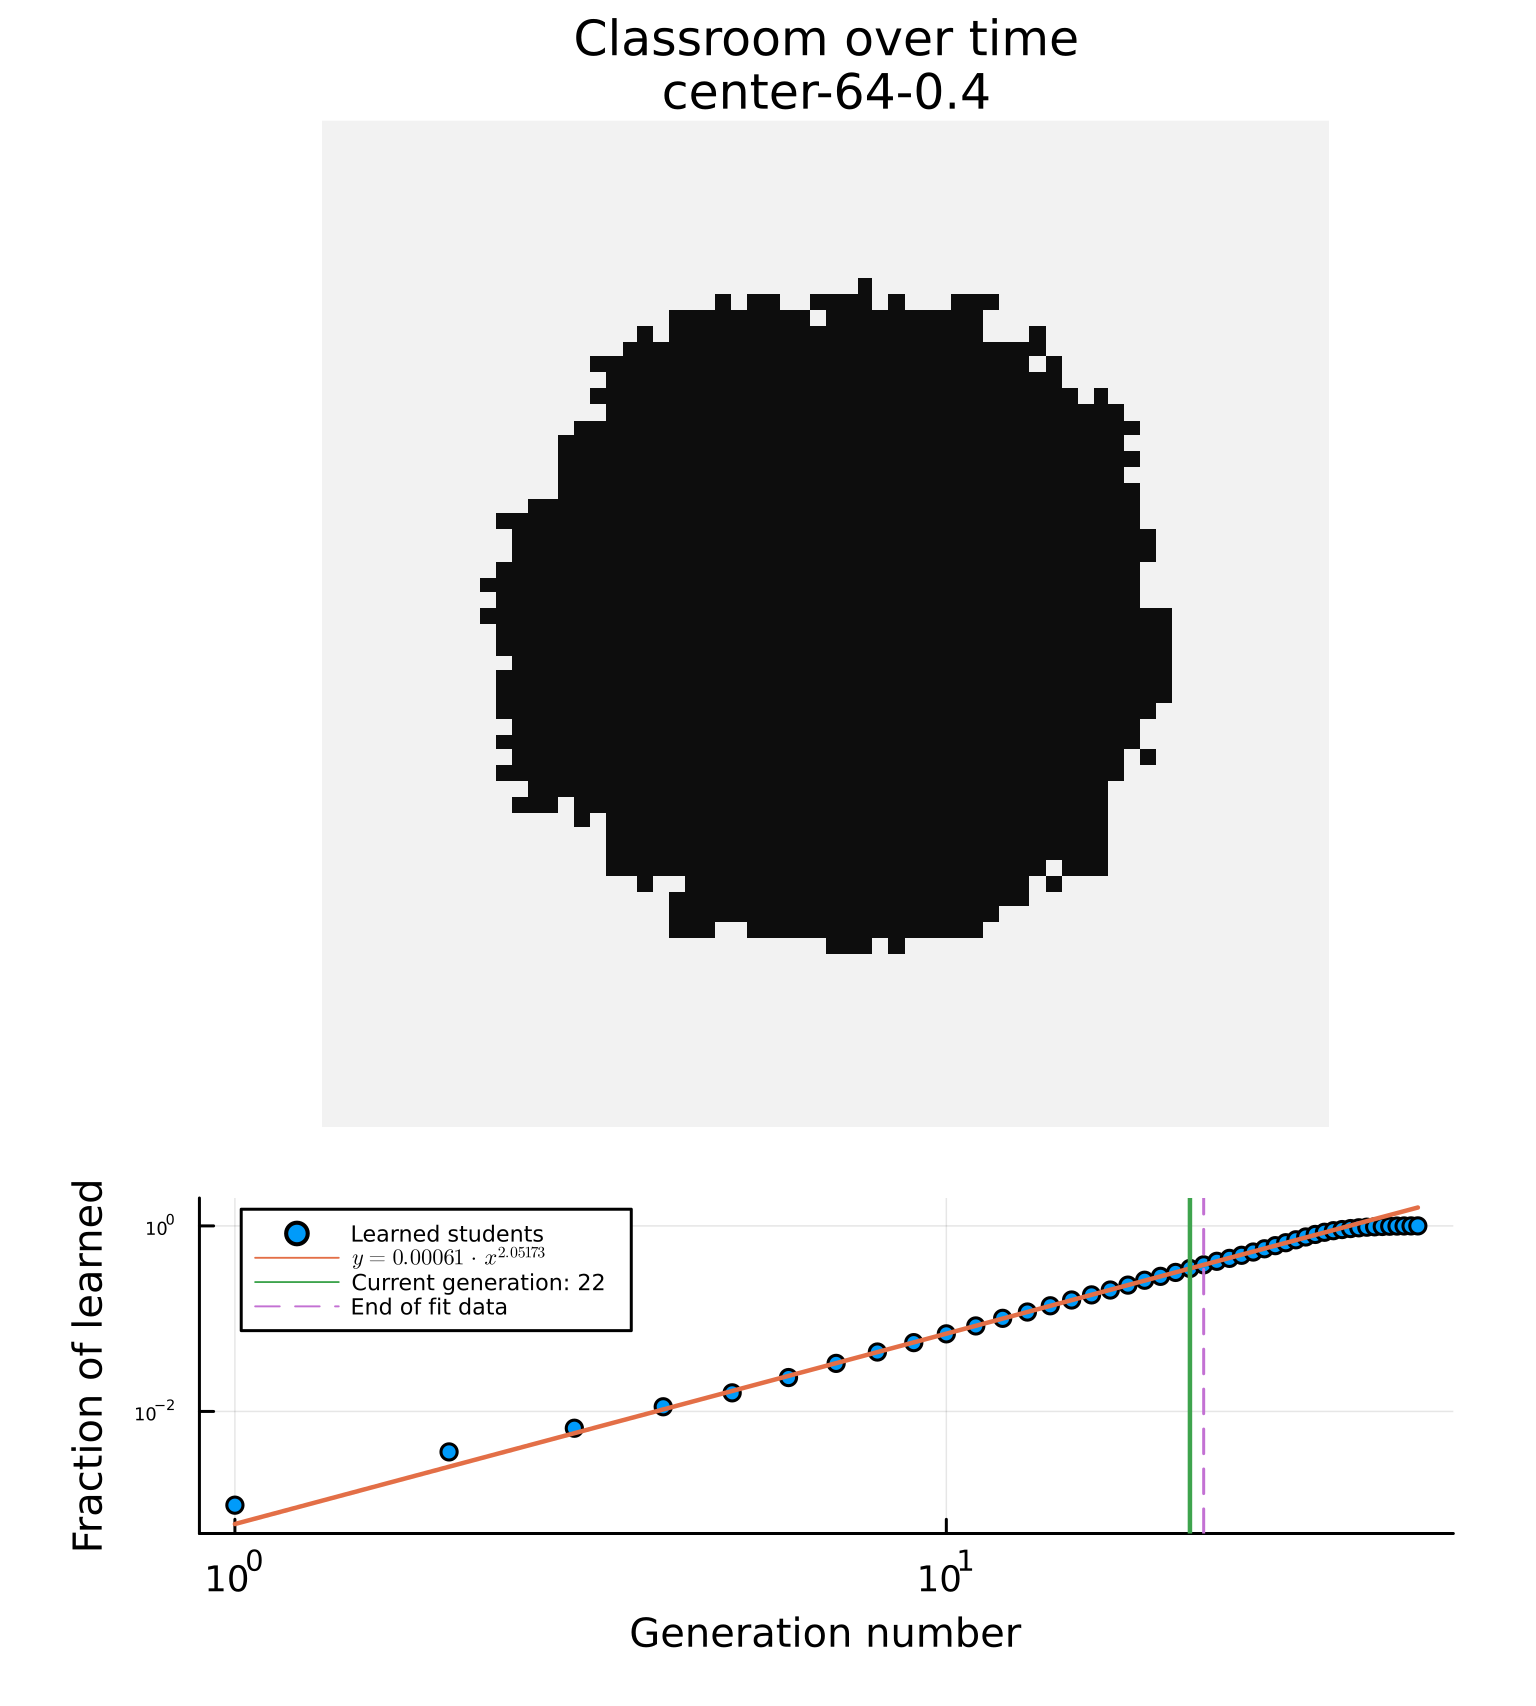 Classroom over time
center-64-0.4
Fraction of learned
10^0
10^-2
Learned students
y = 0.00061 · x^2.05173
Current generation: 22
End of fit data
10^0
10^1
Generation number